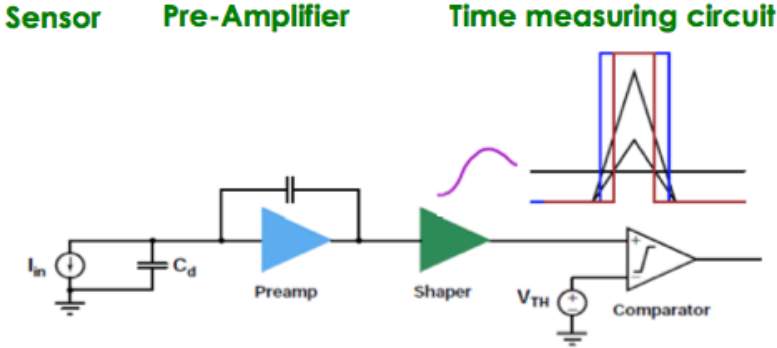 Sensor Pre-Amplifier Time measuring circuit
+
Iin Cd
Preamp Shaper VTH + Comparator